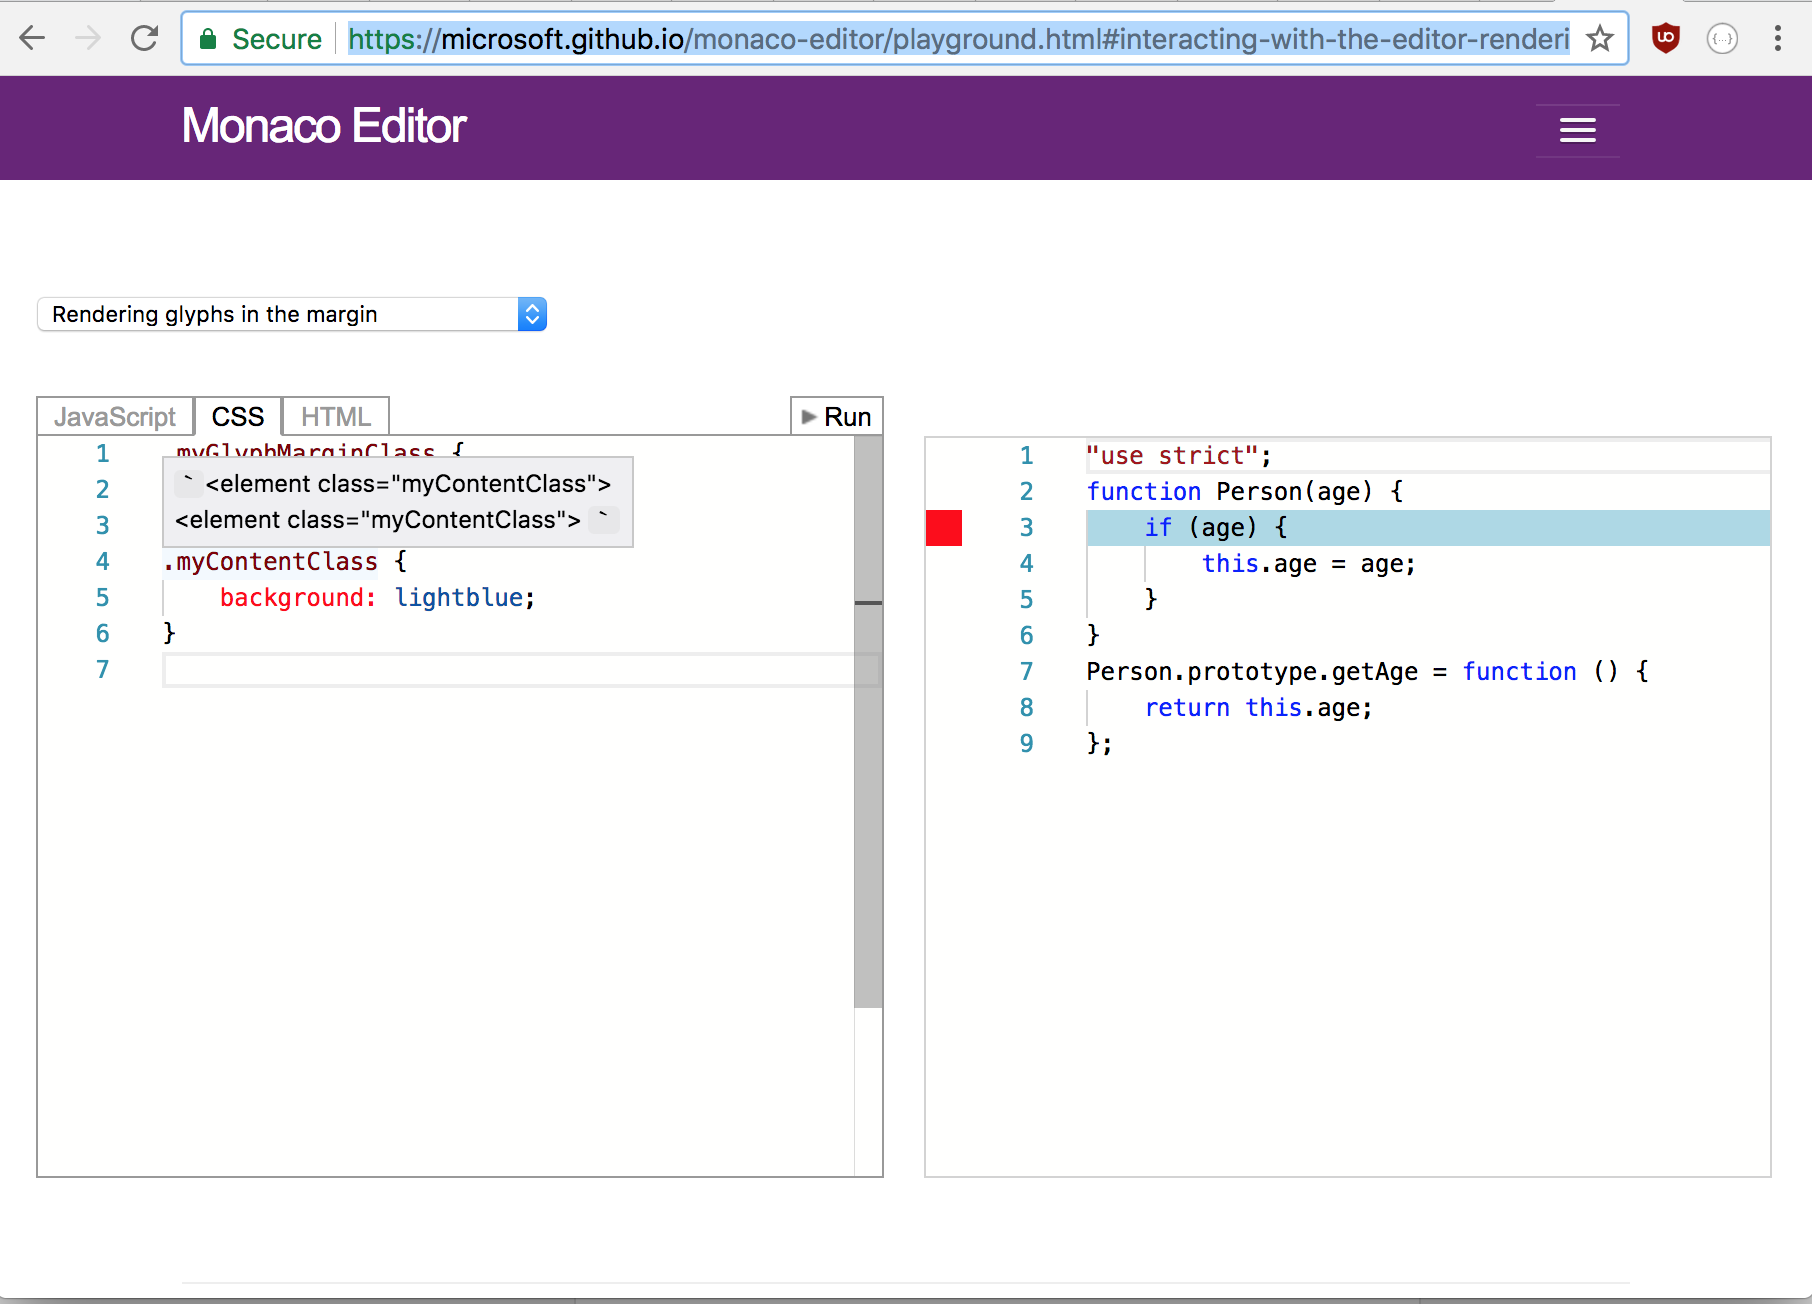 Secure https://microsoft.github.io/monaco-editor/playground.html#interacting-with-the-editor-renderi
Monaco Editor
Rendering glyphs in the margin
JavaScript CSS HTML Run
1 .myGlyphMarginClass {
2 `<element class="myContentClass">
3 <element class="myContentClass"> `
4 .myContentClass {
5 background: lightblue;
6 }
7
1 "use strict";
2 function Person(age) {
3 if (age) {
4 this.age = age;
5 }
6 }
7 Person.prototype.getAge = function () {
8 return this.age;
9 };